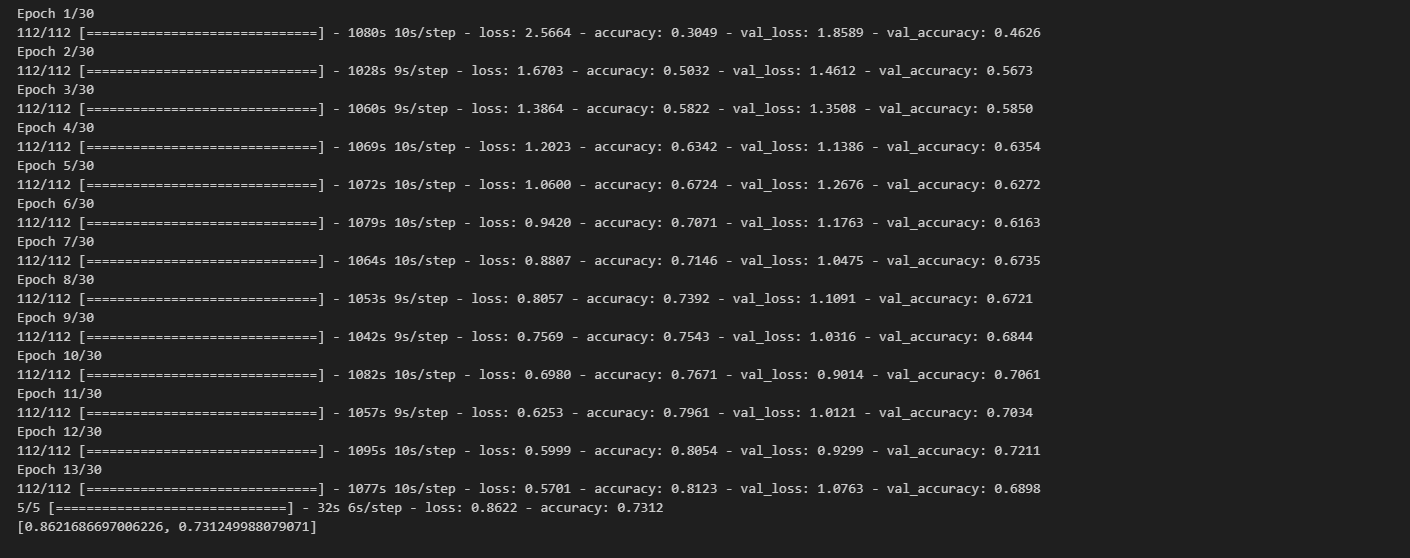 Epoch 1/30
112/112 [==============================] - 1080s 10s/step - loss: 2.5664 - accuracy: 0.3049 - val_loss: 1.8589 - val_accuracy: 0.4626
Epoch 2/30
112/112 [==============================] - 1028s 9s/step - loss: 1.6703 - accuracy: 0.5032 - val_loss: 1.4612 - val_accuracy: 0.5673
Epoch 3/30
112/112 [==============================] - 1060s 9s/step - loss: 1.3864 - accuracy: 0.5822 - val_loss: 1.3508 - val_accuracy: 0.5850
Epoch 4/30
112/112 [==============================] - 1069s 10s/step - loss: 1.2023 - accuracy: 0.6342 - val_loss: 1.1386 - val_accuracy: 0.6354
Epoch 5/30
112/112 [==============================] - 1072s 10s/step - loss: 1.0600 - accuracy: 0.6724 - val_loss: 1.2676 - val_accuracy: 0.6272
Epoch 6/30
112/112 [==============================] - 1079s 10s/step - loss: 0.9420 - accuracy: 0.7071 - val_loss: 1.1763 - val_accuracy: 0.6163
Epoch 7/30
112/112 [==============================] - 1064s 10s/step - loss: 0.8807 - accuracy: 0.7146 - val_loss: 1.0475 - val_accuracy: 0.6735
Epoch 8/30
112/112 [==============================] - 1053s 9s/step - loss: 0.8057 - accuracy: 0.7392 - val_loss: 1.1091 - val_accuracy: 0.6721
Epoch 9/30
112/112 [==============================] - 1042s 9s/step - loss: 0.7569 - accuracy: 0.7543 - val_loss: 1.0316 - val_accuracy: 0.6844
Epoch 10/30
112/112 [==============================] - 1082s 10s/step - loss: 0.6980 - accuracy: 0.7671 - val_loss: 0.9014 - val_accuracy: 0.7061
Epoch 11/30
112/112 [==============================] - 1057s 9s/step - loss: 0.6253 - accuracy: 0.7961 - val_loss: 1.0121 - val_accuracy: 0.7034
Epoch 12/30
112/112 [==============================] - 1095s 10s/step - loss: 0.5999 - accuracy: 0.8054 - val_loss: 0.9299 - val_accuracy: 0.7211
Epoch 13/30
112/112 [==============================] - 1077s 10s/step - loss: 0.5701 - accuracy: 0.8123 - val_loss: 1.0763 - val_accuracy: 0.6898
5/5 [==============================] - 32s 6s/step - loss: 0.8622 - accuracy: 0.7312
[0.8621686697006226, 0.731249988079071]